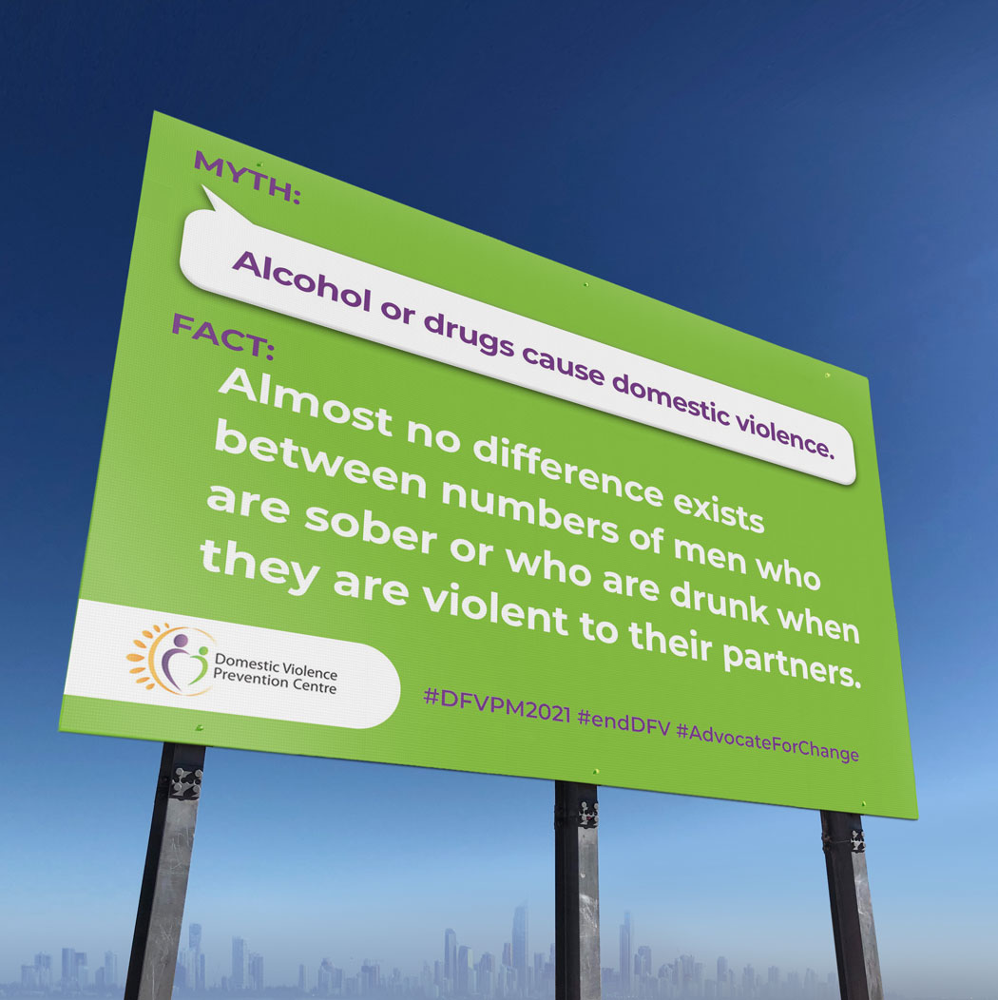 MYTH:
Alcohol or drugs cause domestic violence.
FACT:
Almost no difference exists
between numbers of men who
are sober or who are drunk when
they are violent to their partners.
Domestic Violence
Prevention Centre
#DFVPM2021 #endDFV #AdvocateForChange